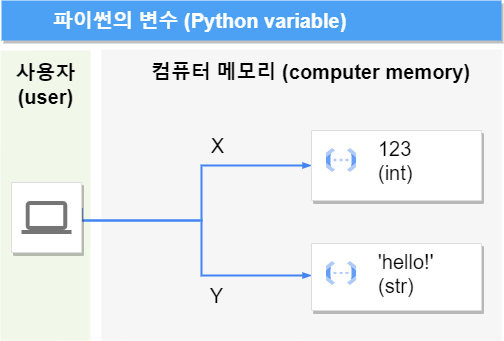 파이썬의 변수 (Python variable)
사용자
(user)
컴퓨터 메모리 (computer memory)
X
123
(int)
'hello!'
(str)
Y